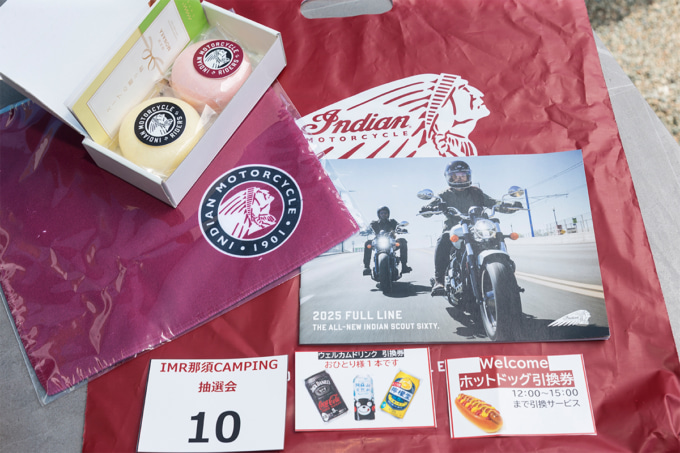 INDIAN MOTORCYCLE RIDERS
INDIAN MOTORCYCLE RIDERS
Indian
MOTORCYCLE
INDIAN MOTORCYCLE
1901
2025 FULL LINE
THE ALL-NEW INDIAN SCOUT SIXTY.
IMR那須CAMPING
抽選会
10
ウェルカムドリンク 引換券
おひとり様1本です
Welcome
ホットドッグ引換券
12:00～15:00
まで引換サービス